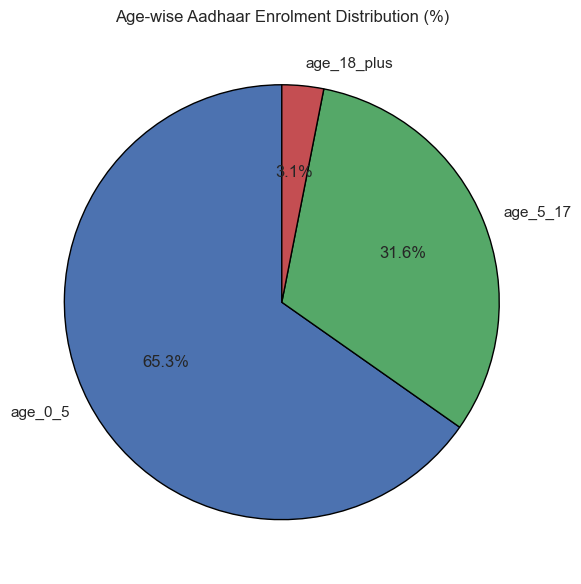 Age-wise Aadhaar Enrolment Distribution (%)
age_18_plus
3.1%
age_5_17
31.6%
65.3%
age_0_5